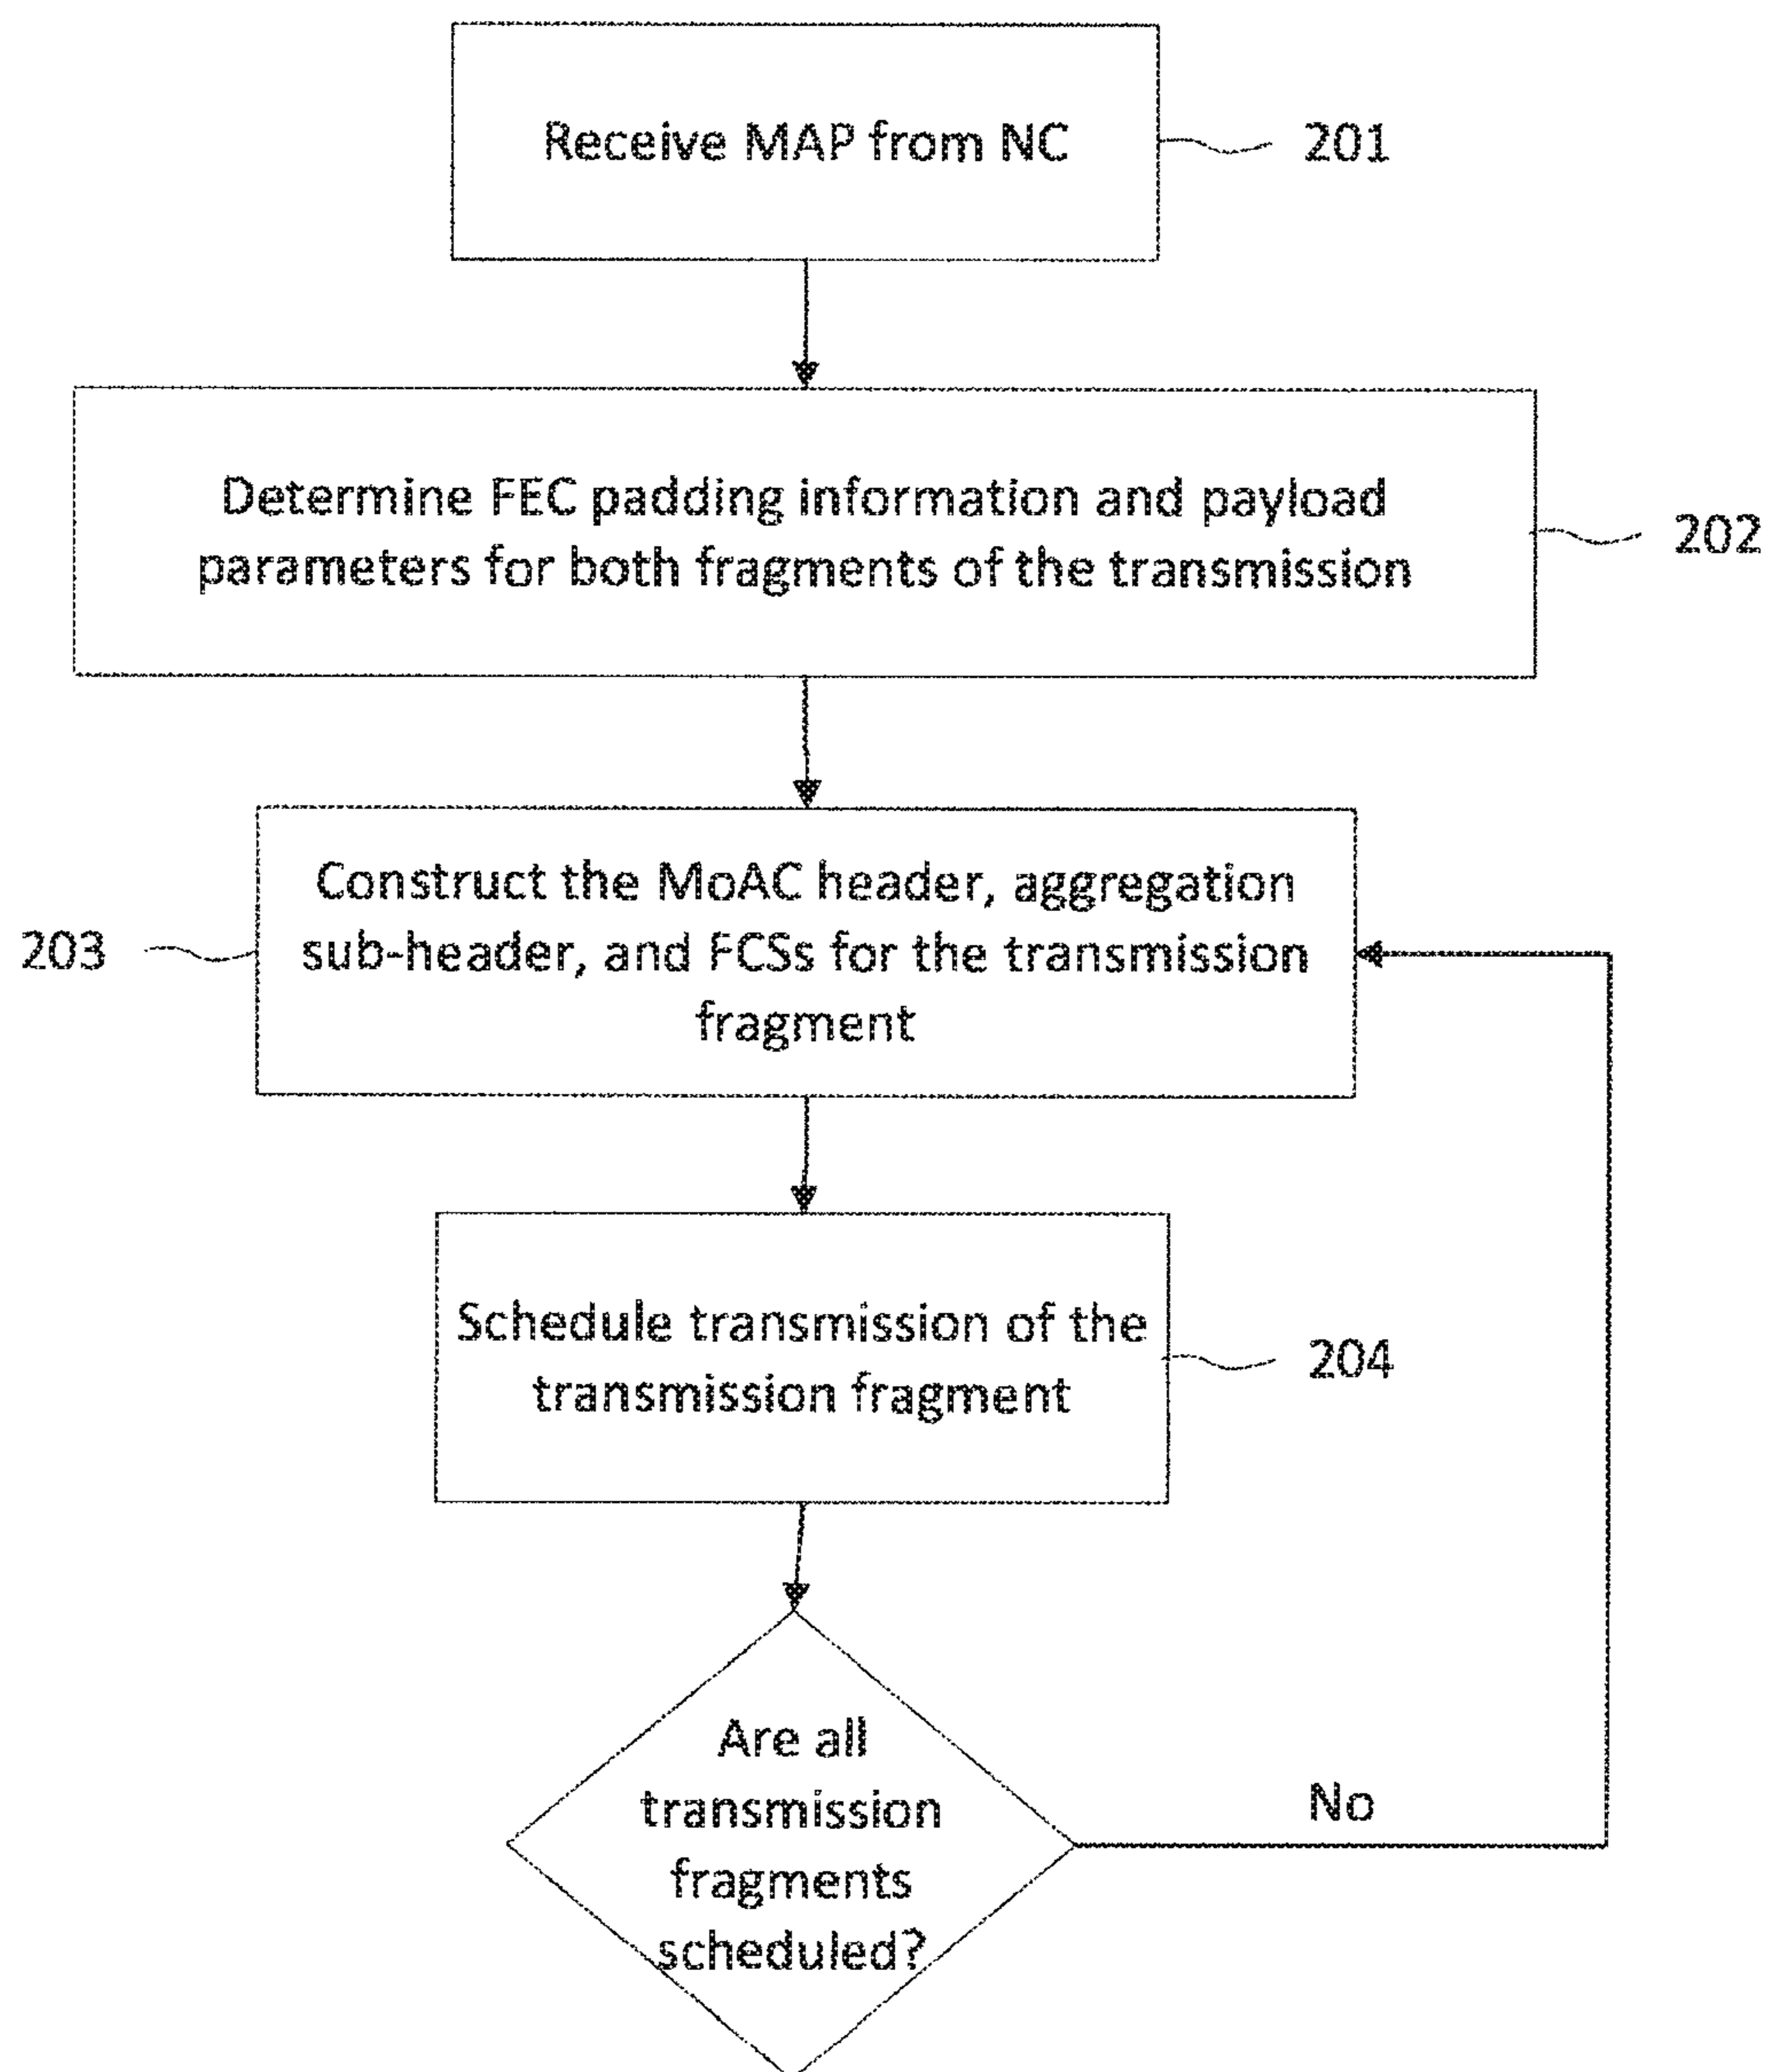 Receive MAP from NC
201
Determine FEC padding information and payload
parameters for both fragments of the transmission
202
Construct the MoAC header, aggregation
sub-header, and FCSs for the transmission
fragment
203
Schedule transmission of the
transmission fragment
204
Are all
transmission
fragments
scheduled?
No